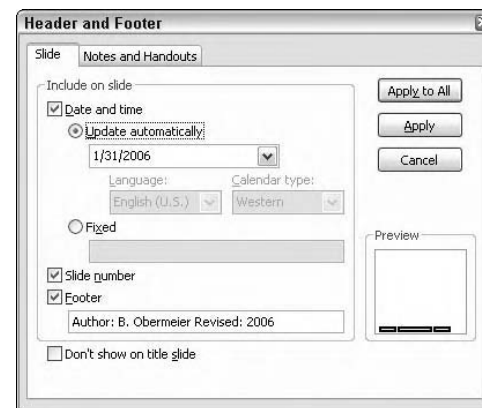 Header and Footer
Slide
Notes and Handouts
Include on slide
Date and time
Update automatically
1/31/2006
Language:
Calendar type:
English (U.S.)
Western
Fixed
Slide number
Footer
Author: B. Obermeier Revised: 2006
Don't show on title slide
Apply to All
Apply
Cancel
Preview